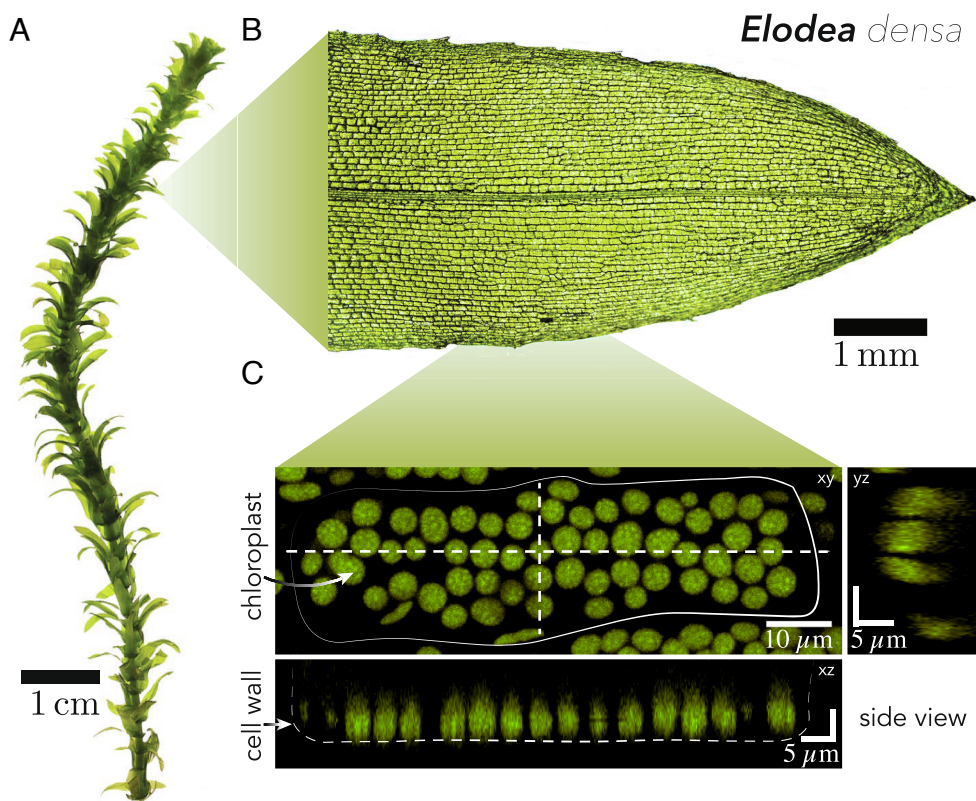 A
B
Elodea densa
1 mm
1 cm
C
chloroplast
xy
10 µm
yz
5 µm
cell wall
xz
5 µm
side view